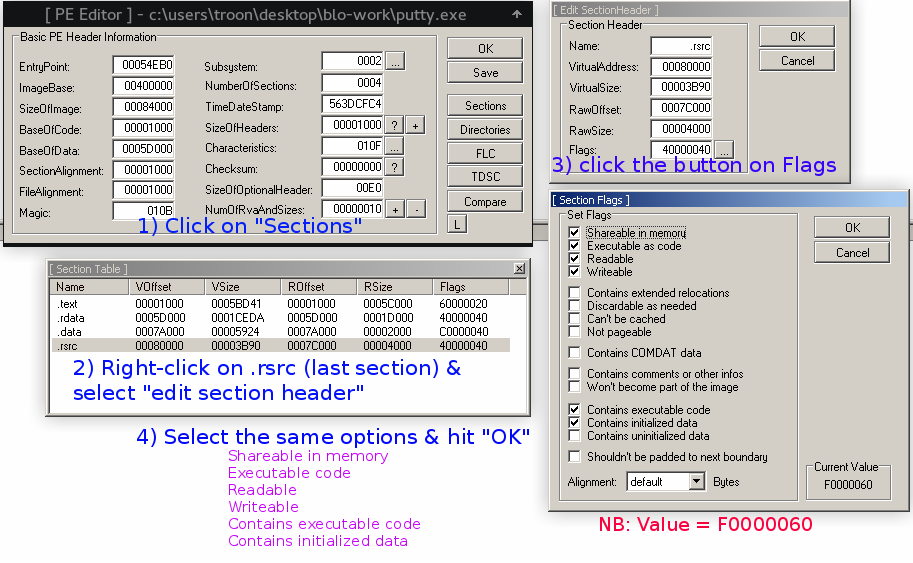 [ PE Editor ] - c:\users\troon\desktop\blo-work\putty.exe
Basic PE Header Information
EntryPoint: 00054EB0
ImageBase: 00400000
SizeOfImage: 00084000
BaseOfCode: 00001000
BaseOfData: 0005D000
SectionAlignment: 00001000
FileAlignment: 00001000
Magic: 010B
Subsystem: 0002 ...
NumberOfSections: 0004
TimeDateStamp: 563DCFC4
SizeOfHeaders: 00001000 ? +
Characteristics: 010F ...
Checksum: 00000000 ?
SizeOfOptionalHeader: 00E0
NumOfRvaAndSizes: 00000010 + -
OK
Save
Sections
Directories
FLC
TDSC
Compare
L
1) Click on "Sections"
[ Edit SectionHeader ]
Section Header
Name: .rsrc
VirtualAddress: 00080000
VirtualSize: 00003B90
RawOffset: 0007C000
RawSize: 00004000
Flags: 40000040 ...
OK
Cancel
3) click the button on Flags
[ Section Table ]
Name VOffset VSize ROffset RSize Flags
.text 00001000 0005BD41 00001000 0005C000 60000020
.rdata 0005D000 0001CEDA 0005D000 0001D000 40000040
.data 0007A000 00005924 0007A000 00002000 C0000040
.rsrc 00080000 00003B90 0007C000 00004000 40000040
2) Right-click on .rsrc (last section) &
select "edit section header"
4) Select the same options & hit "OK"
Shareable in memory
Executable code
Readable
Writeable
Contains executable code
Contains initialized data
[ Section Flags ]
Set Flags
Shareable in memory
Executable as code
Readable
Writeable
Contains extended relocations
Discardable as needed
Can't be cached
Not pageable
Contains COMDAT data
Contains comments or other infos
Won't become part of the image
Contains executable code
Contains initialized data
Contains uninitialized data
Shouldn't be padded to next boundary
Alignment: default Bytes
OK
Cancel
Current Value
F0000060
NB: Value = F0000060